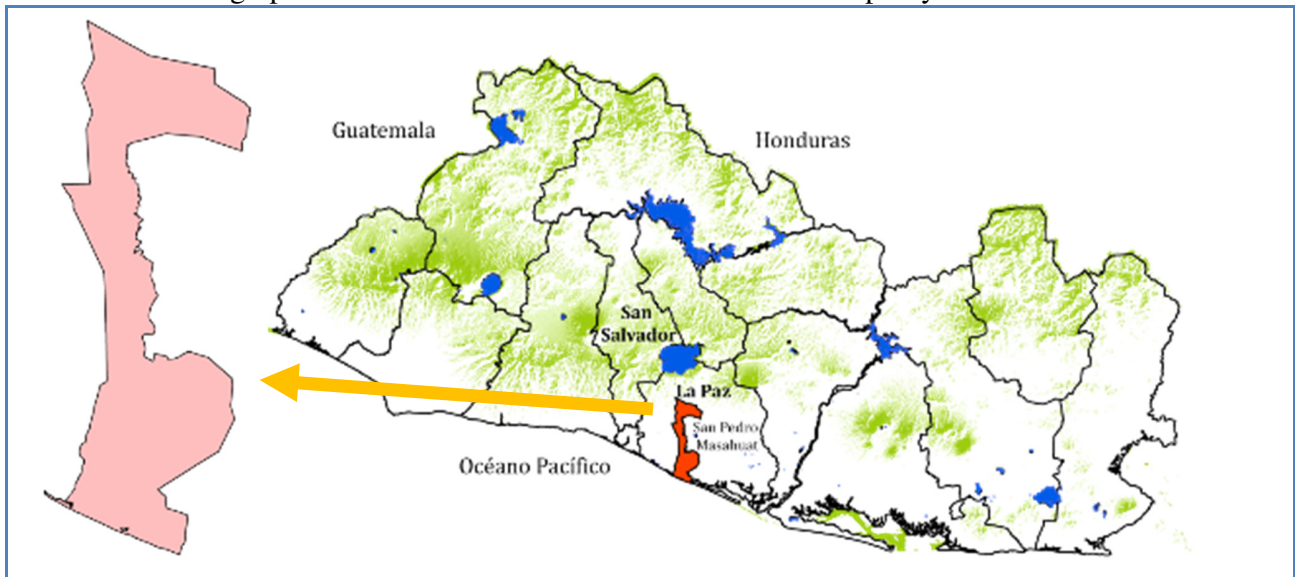 Guatemala
Honduras
San
Salvador
La Paz
San Pedro
Masahuat
Océano Pacífico